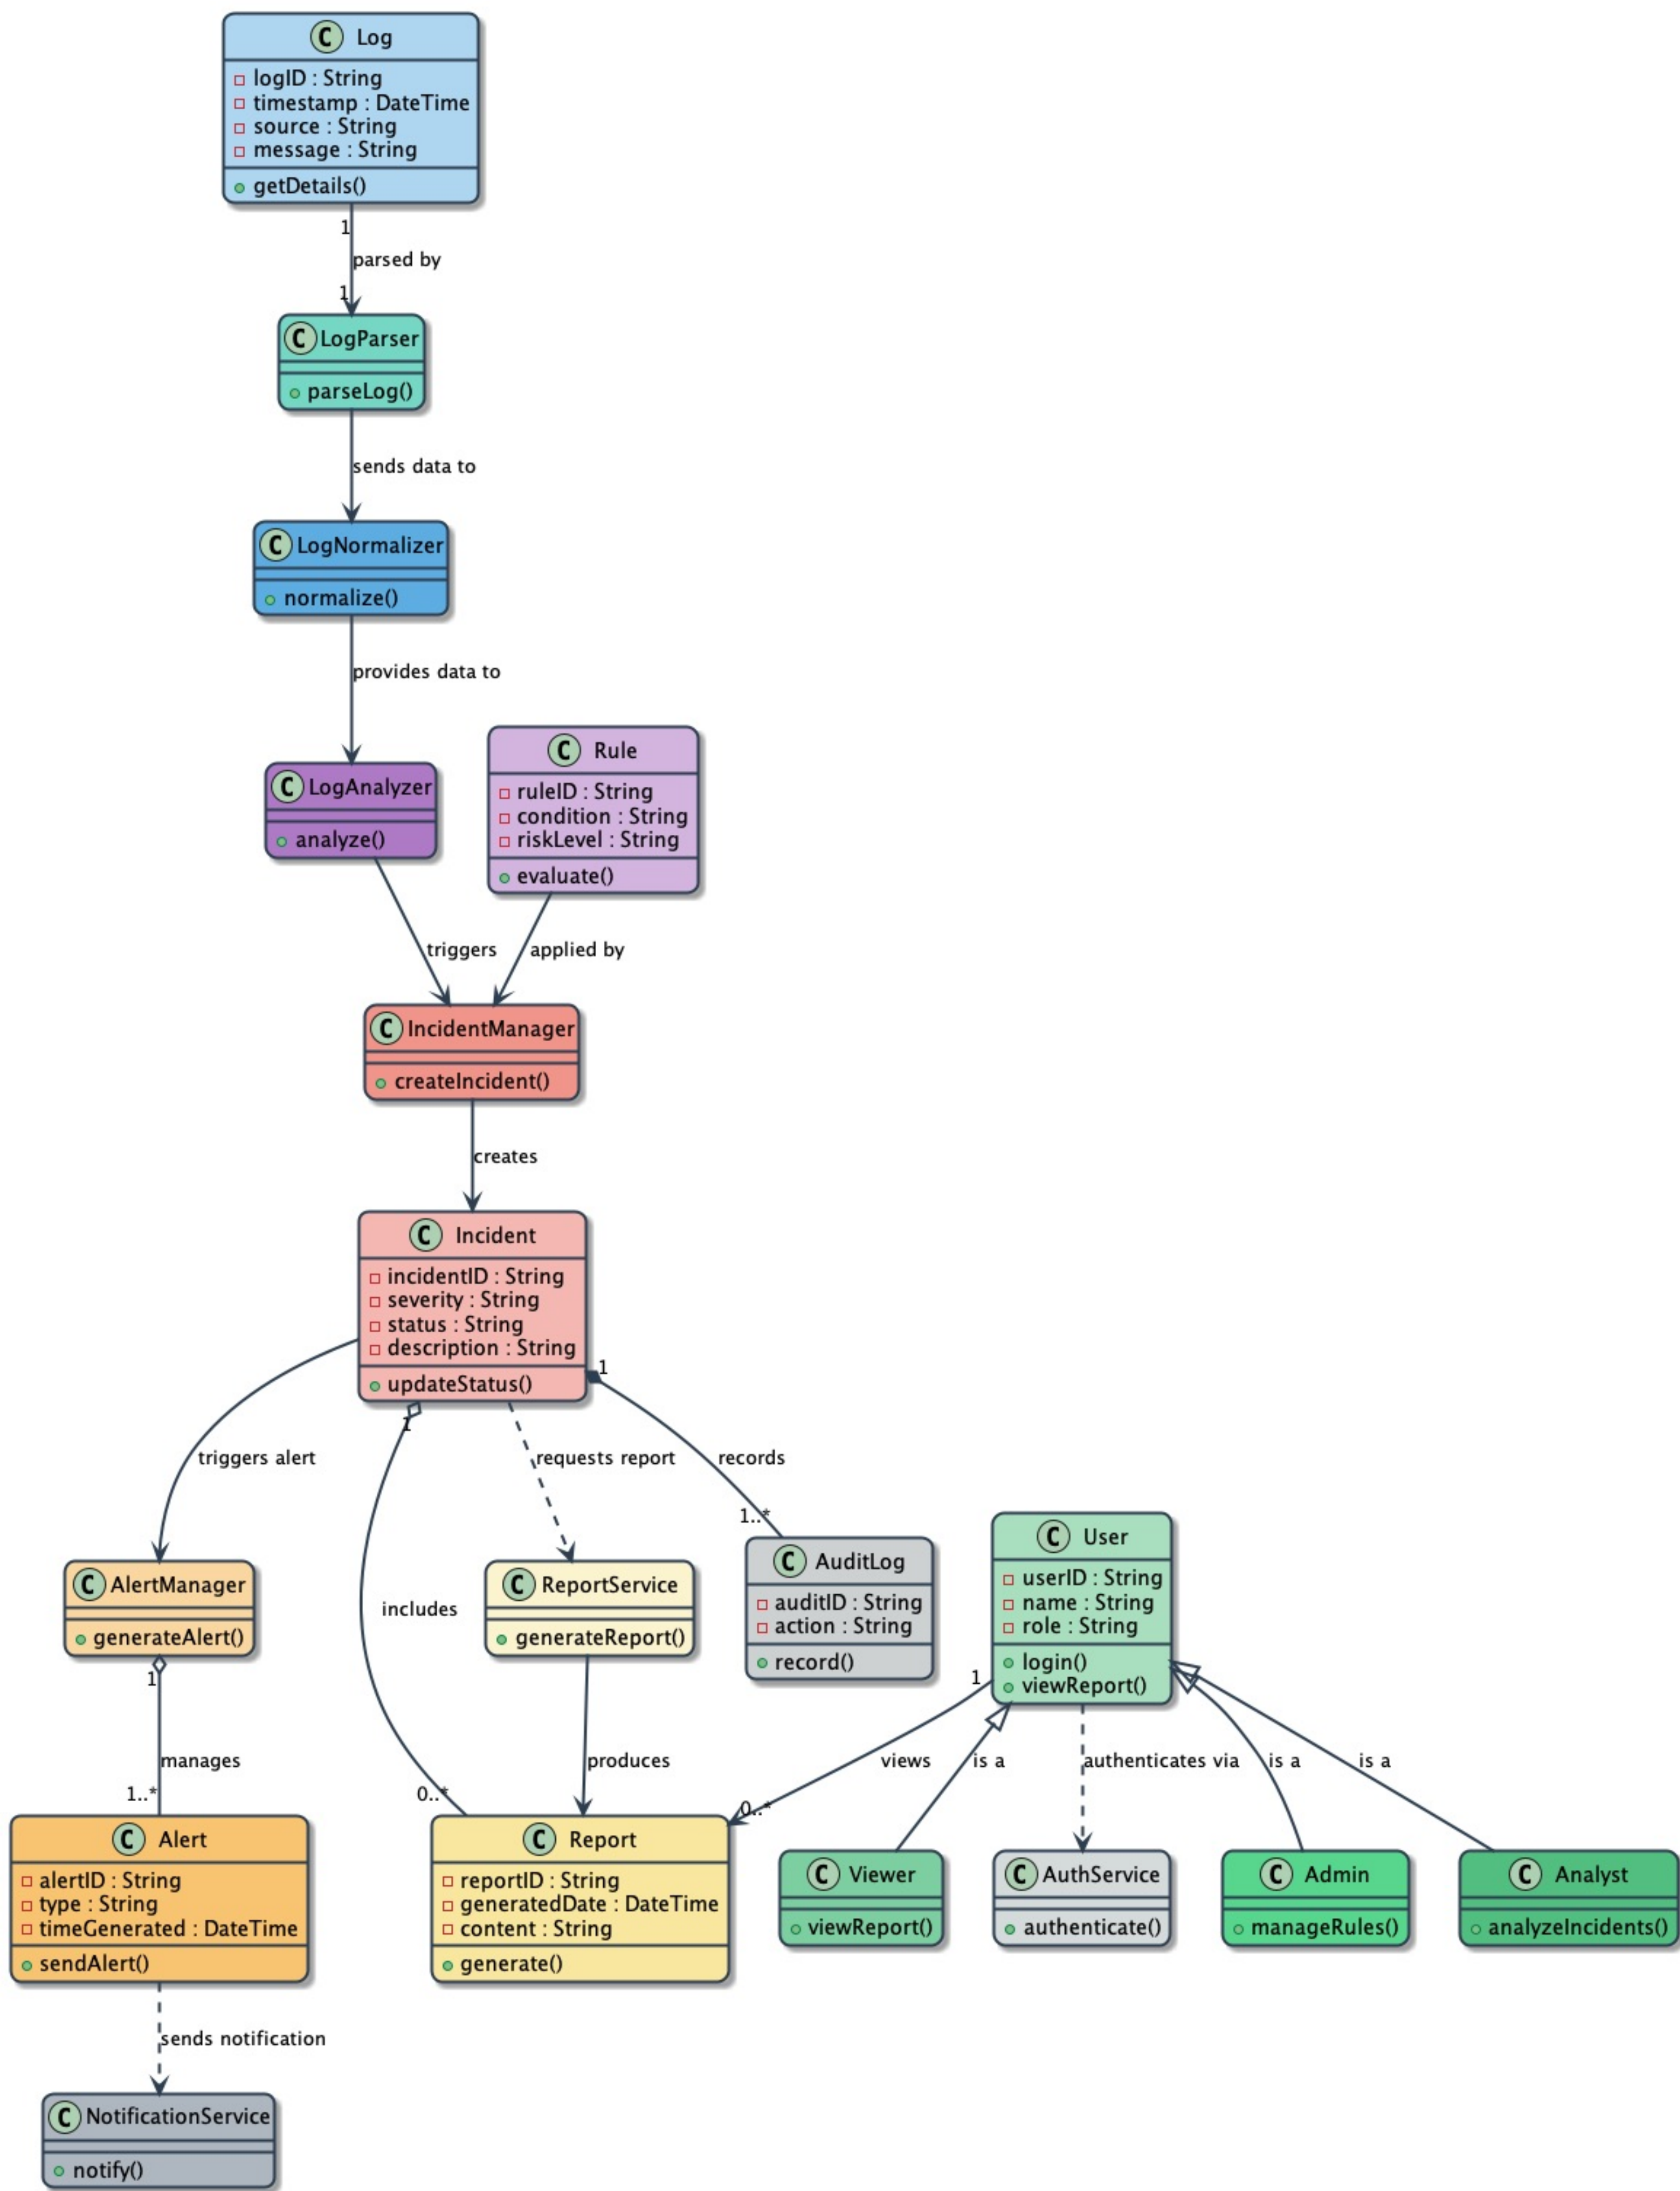 C Log
logID : String
timestamp : DateTime
source : String
message : String
getDetails()
1
parsed by
1
C LogParser
parseLog()
sends data to
C LogNormalizer
normalize()
provides data to
C LogAnalyzer
analyze()
C Rule
ruleID : String
condition : String
riskLevel : String
evaluate()
triggers
applied by
C IncidentManager
createIncident()
creates
C Incident
incidentID : String
severity : String
status : String
description : String
updateStatus()
1
1
triggers alert
requests report
records
1..*
C AlertManager
generateAlert()
includes
C ReportService
generateReport()
C AuditLog
auditID : String
action : String
record()
C User
userID : String
name : String
role : String
login()
viewReport()
1
1
manages
produces
views
is a
authenticates via
is a
is a
1..*
0..*
0..*
C Alert
alertID : String
type : String
timeGenerated : DateTime
sendAlert()
C Report
reportID : String
generatedDate : DateTime
content : String
generate()
C Viewer
viewReport()
C AuthService
authenticate()
C Admin
manageRules()
C Analyst
analyzeIncidents()
sends notification
C NotificationService
notify()